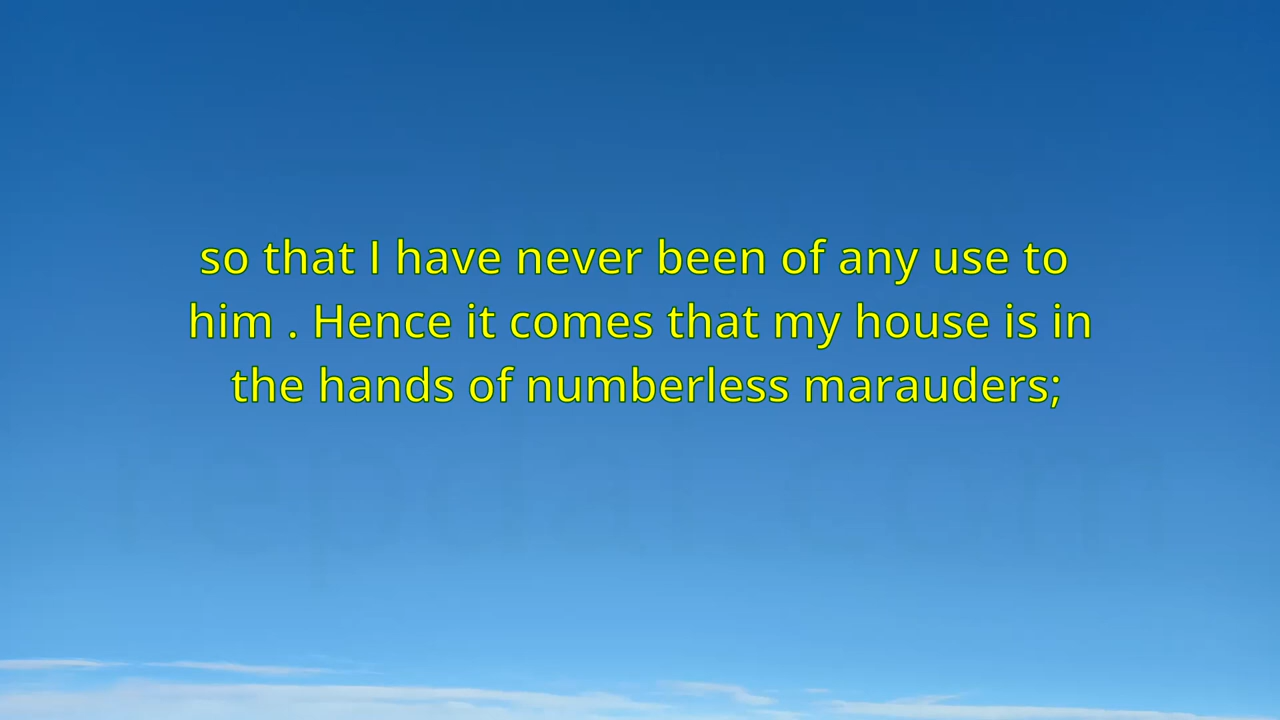 so that I have never been of any use to
him . Hence it comes that my house is in
the hands of numberless marauders;